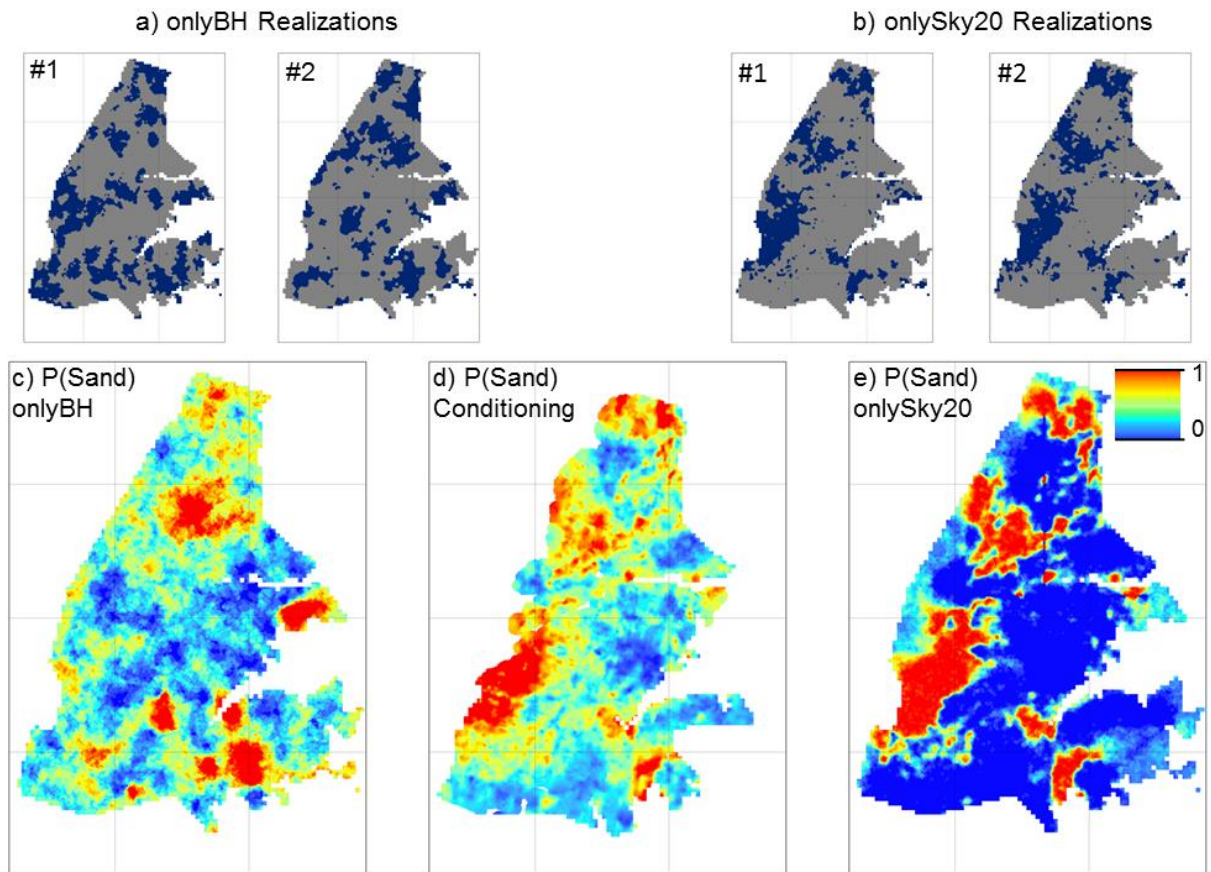 a) onlyBH Realizations
b) onlySky20 Realizations
#1
#2
#1
#2
c) P(Sand)
onlyBH
d) P(Sand)
Conditioning
e) P(Sand)
onlySky20
1
0